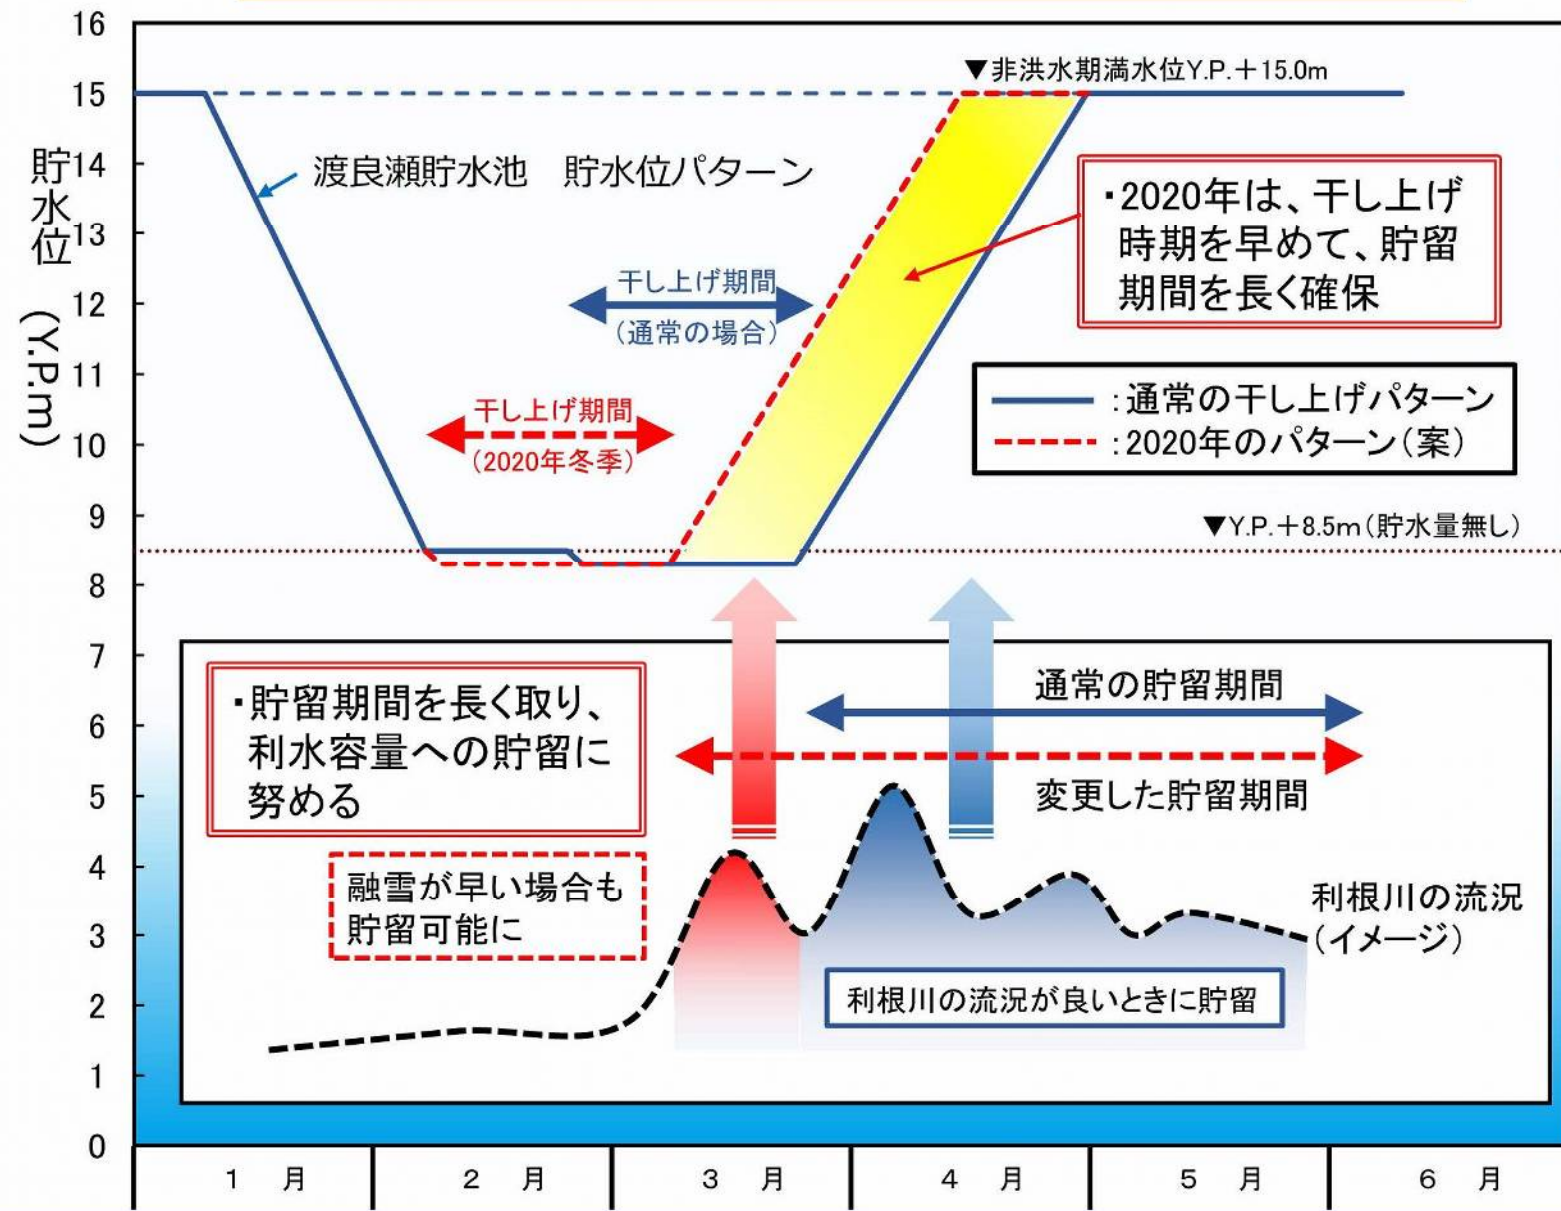 16
15
14
13
12
11
10
9
8
7
6
5
4
3
2
1
0
貯水位 (Y.P.m)
▼非洪水期満水位Y.P.+15.0m
渡良瀬貯水池 貯水位パターン
・2020年は、干し上げ
時期を早めて、貯留
期間を長く確保
干し上げ期間
(通常の場合)
:通常の干し上げパターン
:2020年のパターン(案)
干し上げ期間
(2020年冬季)
▼Y.P.+8.5m(貯水量無し)
・貯留期間を長く取り、
利水容量への貯留に
努める
通常の貯留期間
変更した貯留期間
融雪が早い場合も
貯留可能に
利根川の流況
(イメージ)
利根川の流況が良いときに貯留
1 月
2 月
3 月
4 月
5 月
6 月